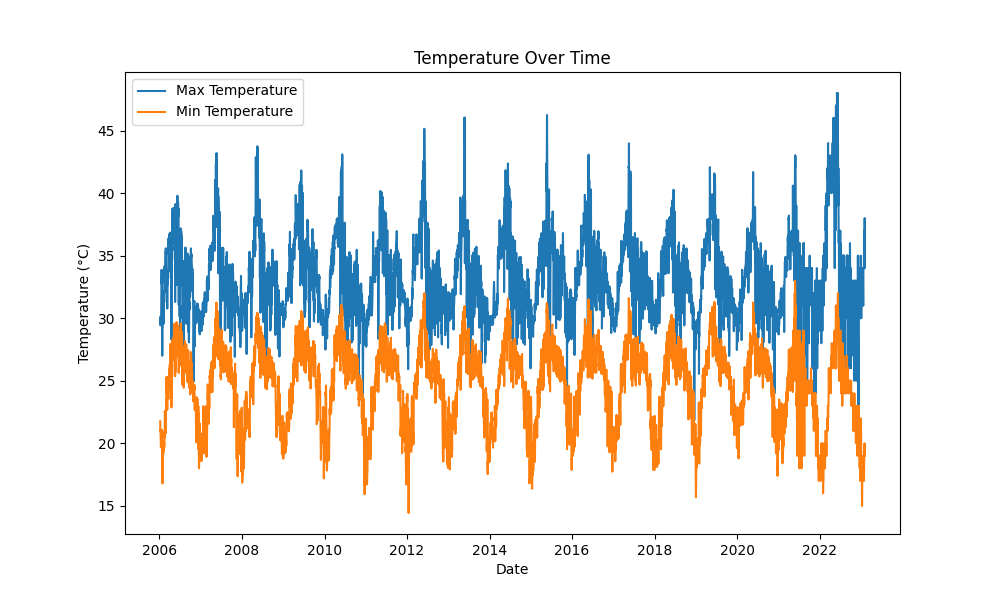 Temperature Over Time
Max Temperature
Min Temperature
Temperature (°C)
45
40
35
30
25
20
15
2006 2008 2010 2012 2014 2016 2018 2020 2022
Date